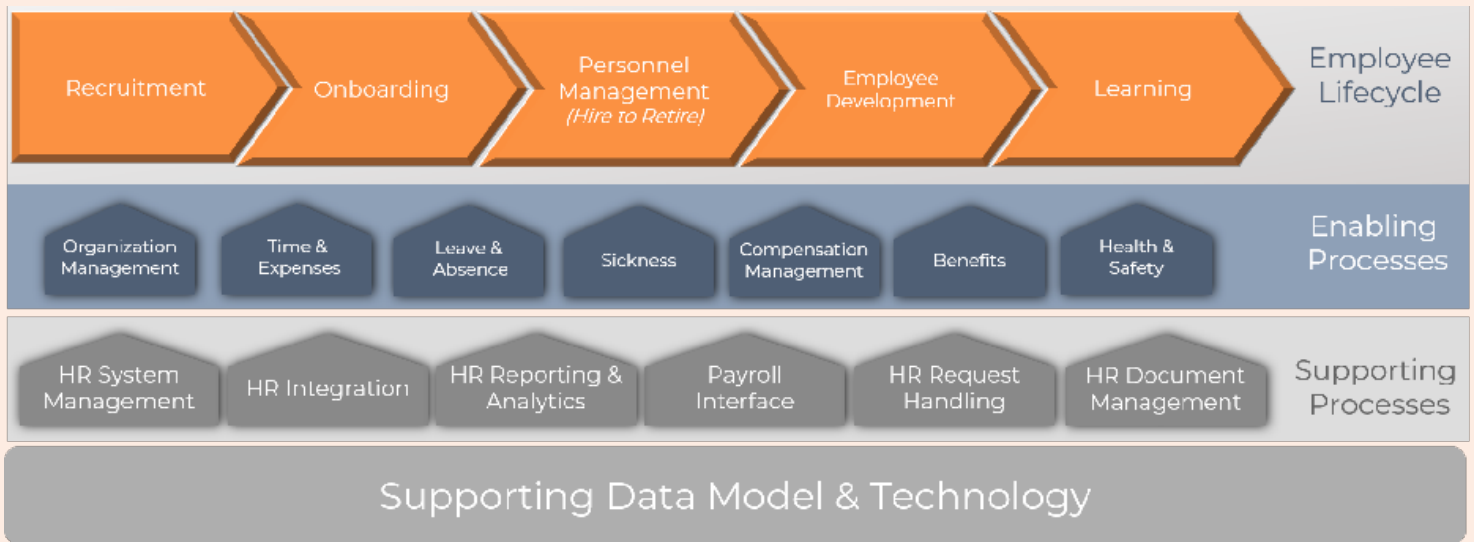 Recruitment
Onboarding
Personnel
Management
(Hire to Retire)
Employee
Development
Learning
Employee
Lifecycle
Organization
Management
Time &
Expenses
Leave &
Absence
Sickness
Compensation
Management
Benefits
Health &
Safety
Enabling
Processes
HR System
Management
HR Integration
HR Reporting &
Analytics
Payroll
Interface
HR Request
Handling
HR Document
Management
Supporting
Processes
Supporting Data Model & Technology